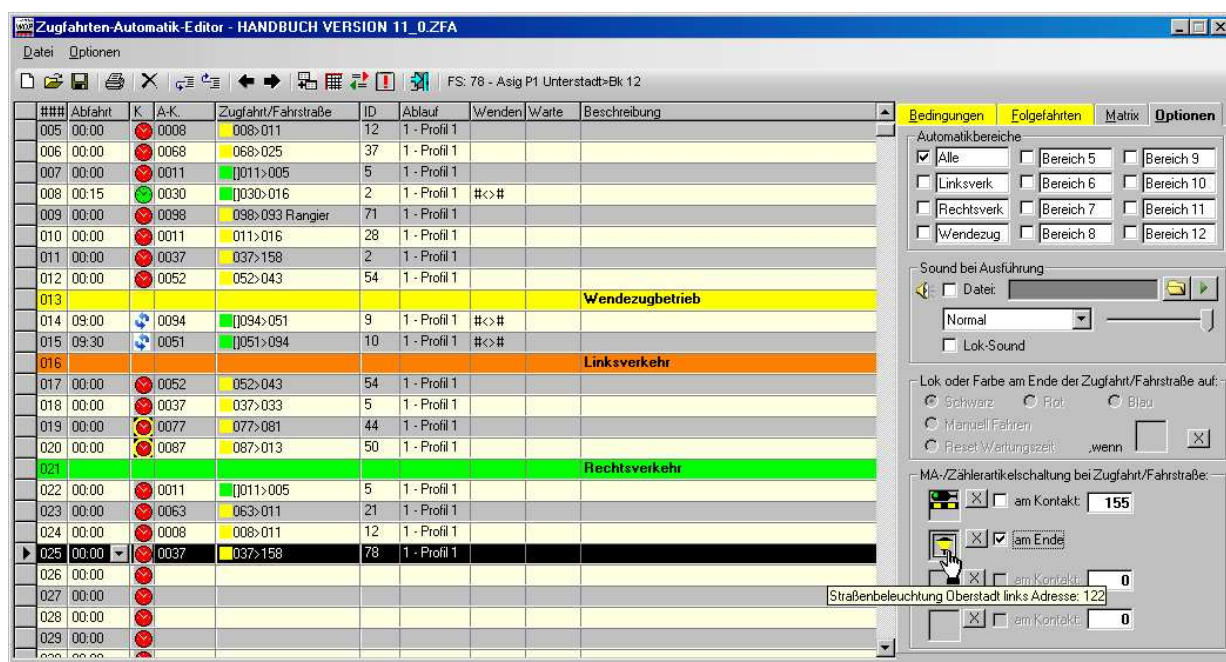 Zugfahrten-Automatik-Editor - HANDBUCH VERSION 11_0.ZFA
Datei Optionen
FS: 78 - Asig P1 Unterstadt>Bk 12
### Abfahrt K A-K. Zugfahrt/Fahrstraße ID Ablauf Wenden Warte Beschreibung
005 00:00 0008 008>011 12 1 - Profil 1
006 00:00 0068 068>025 37 1 - Profil 1
007 00:00 0011 []011>005 5 1 - Profil 1
008 00:15 0030 []030>016 2 1 - Profil 1 #<>#
009 00:00 0098 098>093 Rangier 71 1 - Profil 1
010 00:00 0011 011>016 28 1 - Profil 1
011 00:00 0037 037>158 2 1 - Profil 1
012 00:00 0052 052>043 54 1 - Profil 1
013 Wendezugbetrieb
014 09:00 0094 []094>051 9 1 - Profil 1 #<>#
015 09:30 0051 []051>094 10 1 - Profil 1 #<>#
016 Linksverkehr
017 00:00 0052 052>043 54 1 - Profil 1
018 00:00 0037 037>033 5 1 - Profil 1
019 00:00 0077 077>081 44 1 - Profil 1
020 00:00 0087 087>013 50 1 - Profil 1
021 Rechtsverkehr
022 00:00 0011 []011>005 5 1 - Profil 1
023 00:00 0063 063>011 21 1 - Profil 1
024 00:00 0008 008>011 12 1 - Profil 1
025 00:00 0037 037>158 78 1 - Profil 1
026 00:00
027 00:00
028 00:00
029 00:00
Bedingungen Folgefahrten Matrix Optionen
Automatikbereiche
Alle Bereich 5 Bereich 9
Linksverk Bereich 6 Bereich 10
Rechtsverk Bereich 7 Bereich 11
Wendezug Bereich 8 Bereich 12
Sound bei Ausführung
Datei:
Normal
Lok-Sound
Lok oder Farbe am Ende der Zugfahrt/Fahrstraße auf:
Schwarz Rot Blau
Manuell Fahren
Reset Wartungszeit ,wenn X
MA-/Zählerartikelschaltung bei Zugfahrt/Fahrstraße:
X am Kontakt: 155
X am Ende
X am Kontakt: 0
Straßenbeleuchtung Oberstadt links Adresse: 122
X am Kontakt: 0